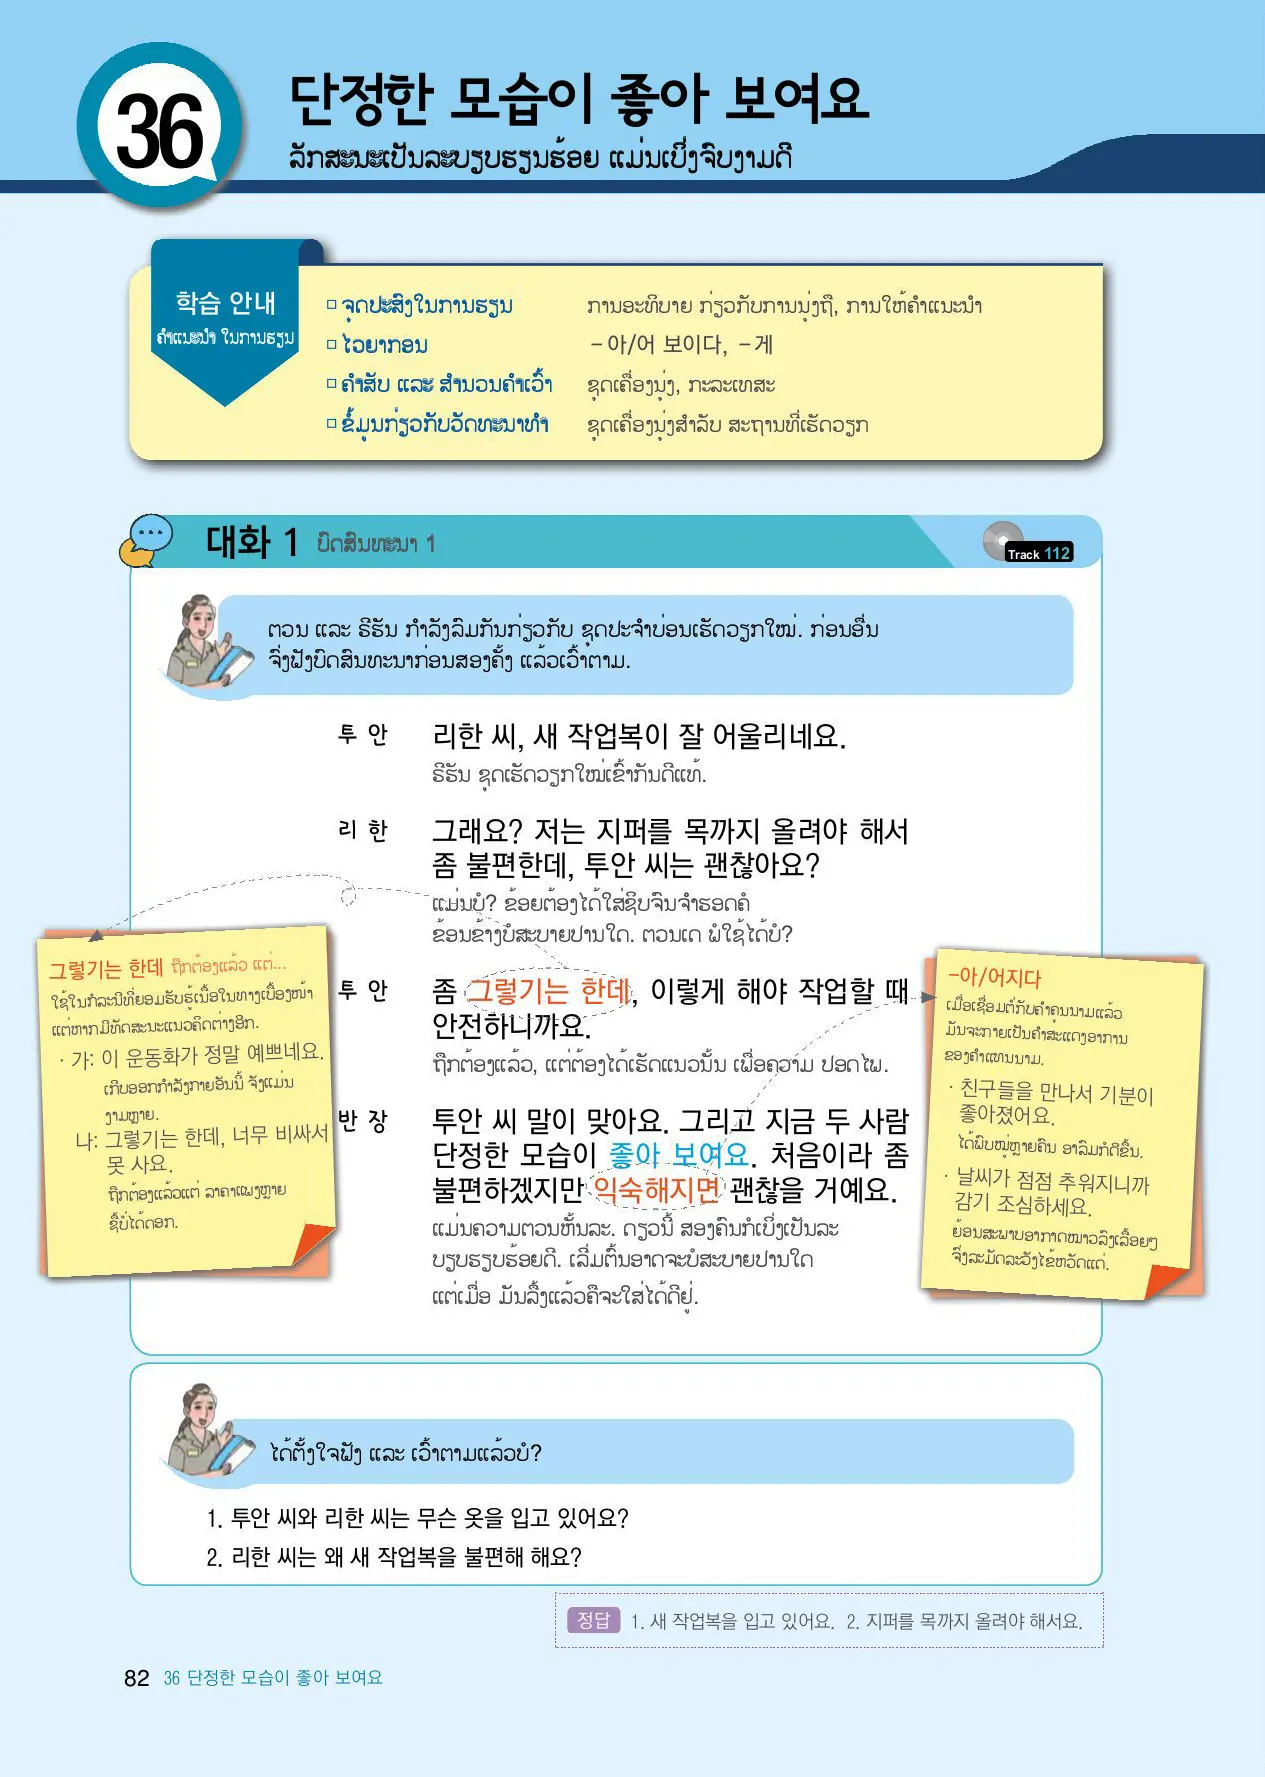 36
단정한 모습이 좋아 보여요
ລັກສະນະເປັນລະບຽບຮຽນຮ້ອຍ ແມ່ນເບິ່ງຈົບງາມດີ
학습 안내
ຄຳແນະນຳ ໃນການຮຽນ
ຈຸດປະສົງໃນການຮຽນ ການອະທິບາຍ ກ່ຽວກັບການນຸ່ງຖື, ການໃຫ້ຄຳແນະນຳ
ໄວຍາກອນ －아/어 보이다, －게
ຄຳສັບ ແລະ ສຳນວນຄຳເວົ້າ ຊຸດເຄື່ອງນຸ່ງ, ກະລະເທສະ
ຂໍ້ມູນກ່ຽວກັບວັດທະນາທຳ ຊຸດເຄື່ອງນຸ່ງສຳລັບ ສະຖານທີ່ເຮັດວຽກ
대화 1 ບົດສົນທະນາ 1
Track 112
ຕວນ ແລະ ຣີຮັນ ກຳລັງລົມກັນກ່ຽວກັບ ຊຸດປະຈຳບ່ອນເຮັດວຽກໃໝ່. ກ່ອນອື່ນ
ຈົ່ງຟັງບົດສົນທະນາກ່ອນສອງຄັ້ງ ແລ້ວເວົ້າຕາມ.
투 안 리한 씨, 새 작업복이 잘 어울리네요.
ຣີຮັນ ຊຸດເຮັດວຽກໃໝ່ເຂົ້າກັນດີແທ້.
리 한 그래요? 저는 지퍼를 목까지 올려야 해서
좀 불편한데, 투안 씨는 괜찮아요?
ແມ່ນບໍ? ຂ້ອຍຕ້ອງໄດ້ໃສ່ຊິບຈົນຈຳຮອດຄໍ
ຂ້ອນຂ້າງບໍ່ສະບາຍປານໃດ. ຕວນເດ ພໍໃຊ້ໄດ້ບໍ?
투 안 좀 그렇기는 한데, 이렇게 해야 작업할 때
안전하니까요.
ຖືກຕ້ອງແລ້ວ, ແຕ່ຕ້ອງໄດ້ເຮັດແນວນັ້ນ ເພື່ອຄວາມ ປອດໄພ.
반 장 투안 씨 말이 맞아요. 그리고 지금 두 사람
단정한 모습이 좋아 보여요. 처음이라 좀
불편하겠지만 익숙해지면 괜찮을 거예요.
ແມ່ນຄວາມຕວນຫັ້ນລະ. ດຽວນີ້ ສອງຄົນກໍເບິ່ງເປັນລະ
ບຽບຮຽບຮ້ອຍດີ. ເລີ່ມຕົ້ນອາດຈະບໍ່ສະບາຍປານໃດ
ແຕ່ເມື່ອ ມັນລື້ງແລ້ວຄືຈະໃສ່ໄດ້ດີຢູ່.
그렇기는 한데 ຖືກຕ້ອງແລ້ວ ແຕ່...
ໃຊ້ໃນກໍລະນີທີ່ຍອມຮັບຮູ້ເນື້ອໃນທາງເບື້ອງໜ້າ
ແຕ່ຫາກມີທັດສະນະແນວຄິດຕ່າງອີກ.
· 가: 이 운동화가 정말 예쁘네요.
ເກີບອອກກຳລັງກາຍອັນນີ້ ຈັ່ງແມ່ນ
ງາມຫຼາຍ.
나: 그렇기는 한데, 너무 비싸서
못 사요.
ຖືກຕ້ອງແລ້ວແຕ່ ລາຄາແພງຫຼາຍ
ຊື້ບໍ່ໄດ້ດອກ.
-아/어지다
ເມື່ອເຊື່ອມຕໍ່ກັບຄຳຄຸນນາມແລ້ວ
ມັນຈະກາຍເປັນຄຳສະແດງອາການ
ຂອງຄຳແທນນາມ.
· 친구들을 만나서 기분이
좋아졌어요.
ໄດ້ພົບໝູ່ຫຼາຍຄົນ ອາລົມກໍດີຂຶ້ນ.
· 날씨가 점점 추워지니까
감기 조심하세요.
ຍ້ອນສະພາບອາກາດໜາວລົງເລື້ອຍໆ
ຈົ່ງລະມັດລະວັງໄຂ້ຫວັດແດ່.
ໄດ້ຕັ້ງໃຈຟັງ ແລະ ເວົ້າຕາມແລ້ວບໍ?
1. 투안 씨와 리한 씨는 무슨 옷을 입고 있어요?
2. 리한 씨는 왜 새 작업복을 불편해 해요?
정답 1. 새 작업복을 입고 있어요. 2. 지퍼를 목까지 올려야 해서요.
82 36 단정한 모습이 좋아 보여요